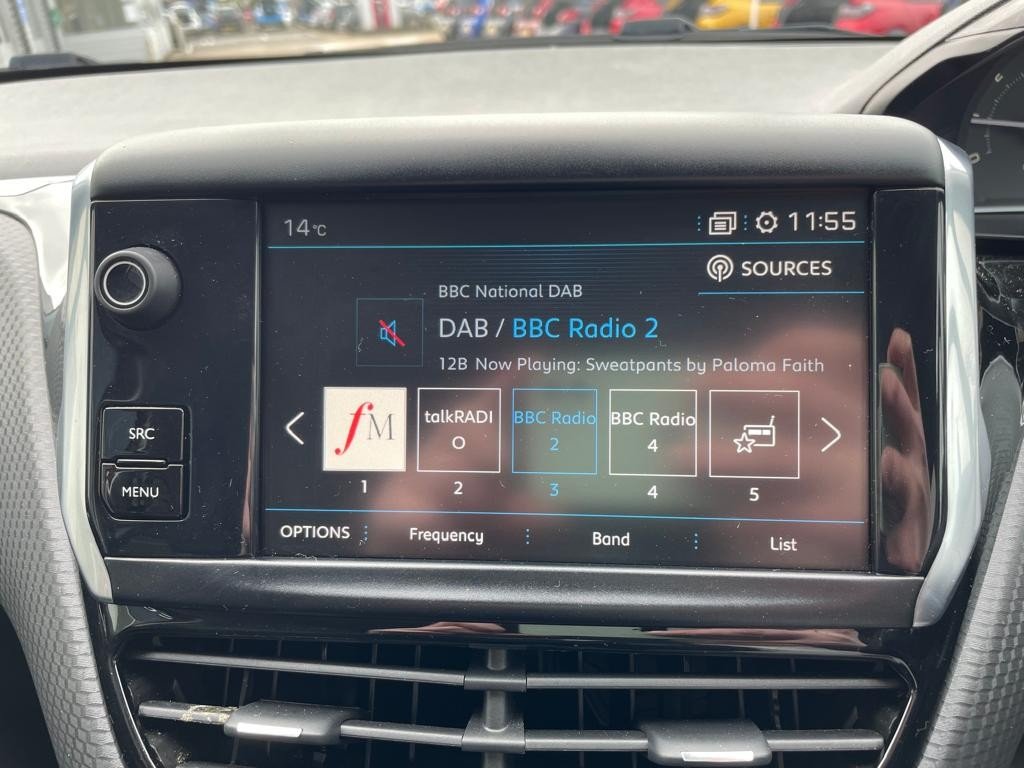 14°C
11:55
SOURCES
BBC National DAB
DAB / BBC Radio 2
12B Now Playing: Sweatpants by Paloma Faith
fM
talkRADI
O
BBC Radio
2
BBC Radio
4
1
2
3
4
5
SRC
MENU
OPTIONS
Frequency
Band
List
C